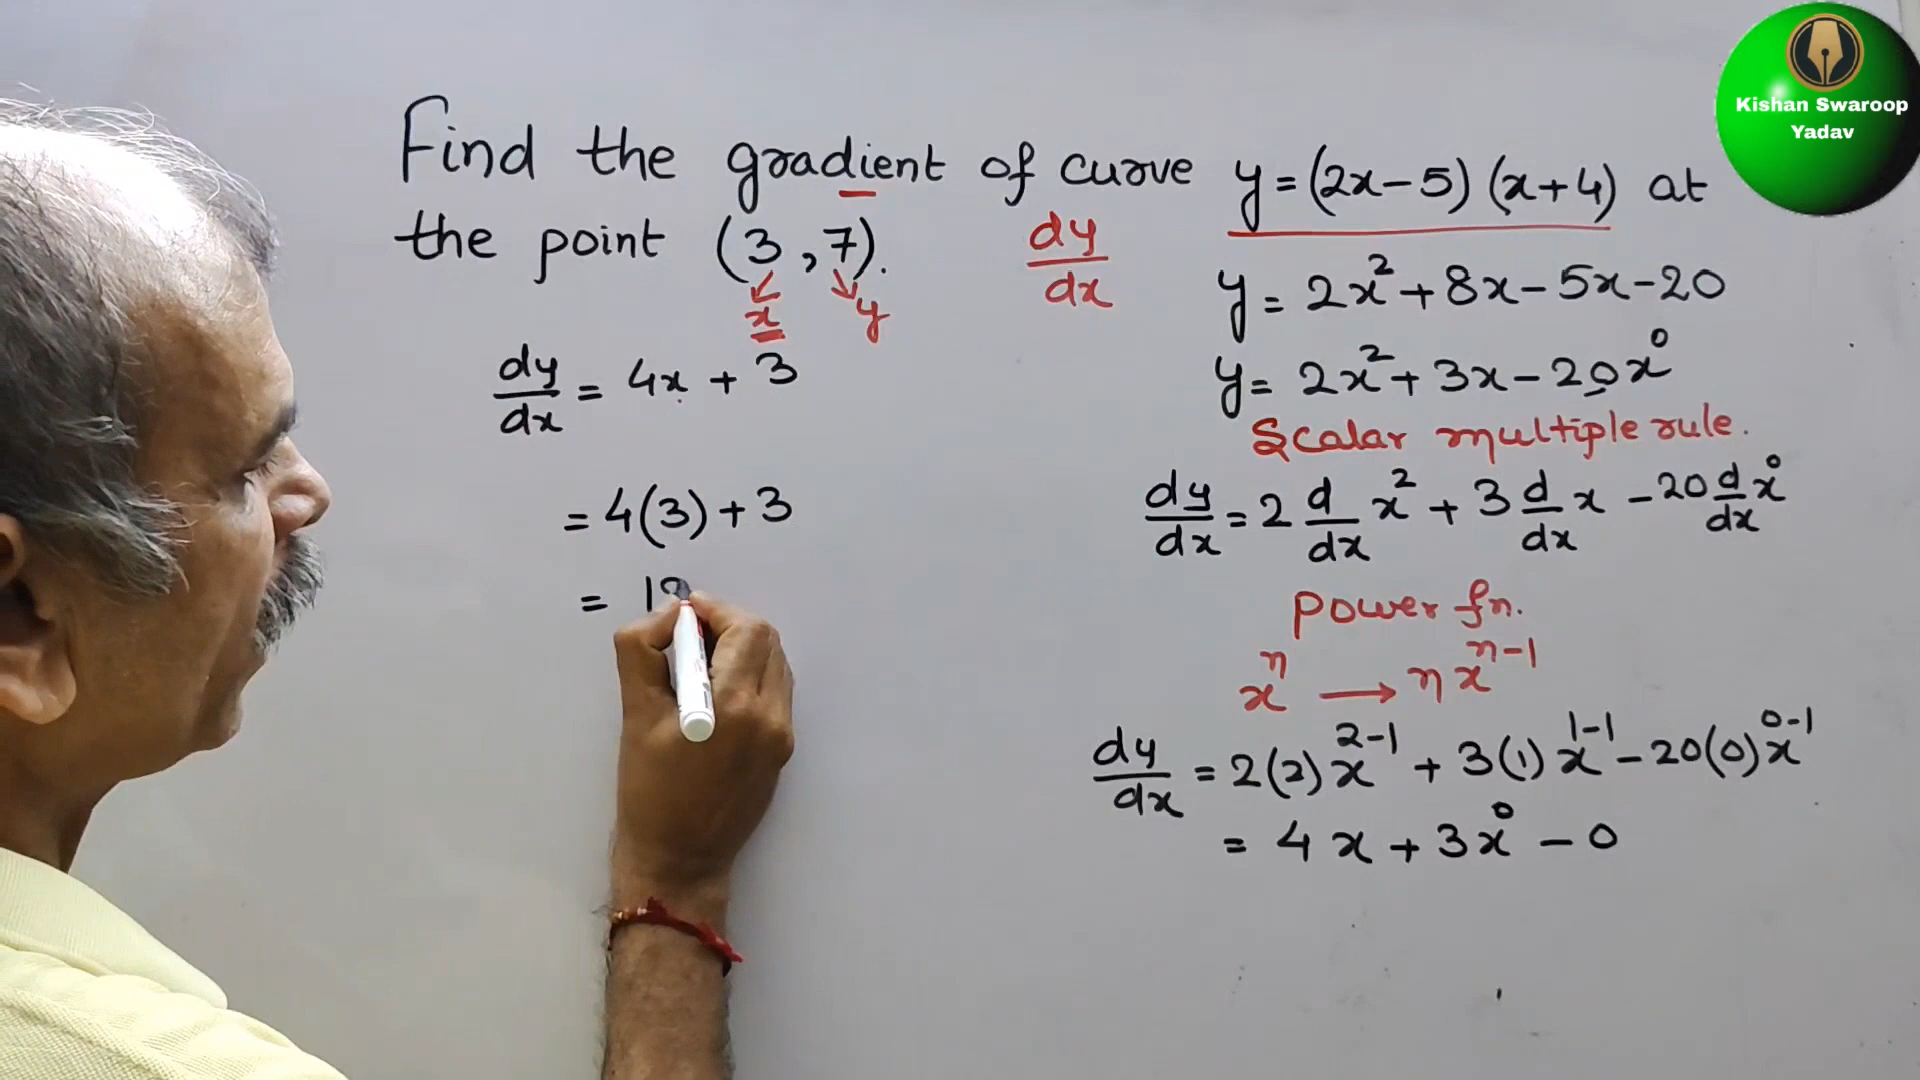 Find the gradient of curve y=(2x-5)(x+4) at
the point (3,7).
x y
dy/dx
y= 2x²+8x-5x-20
y= 2x²+3x-20x⁰
Scalar multiple rule.
dy/dx = 2 d/dx x² + 3 d/dx x - 20 d/dx x⁰
Power fn.
xⁿ → nxⁿ⁻¹
dy/dx = 2(2)x²⁻¹ + 3(1)x¹⁻¹ - 20(0)x⁰⁻¹
= 4x + 3x⁰ - 0
dy/dx = 4x + 3
= 4(3) + 3
= 1
Kishan Swaroop
Yadav